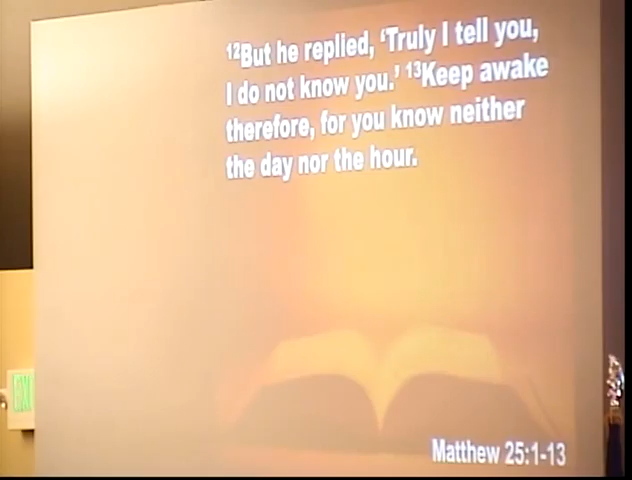 ¹²But he replied, ‘Truly I tell you,
I do not know you.’ ¹³Keep awake
therefore, for you know neither
the day nor the hour.
Matthew 25:1-13
EXIT